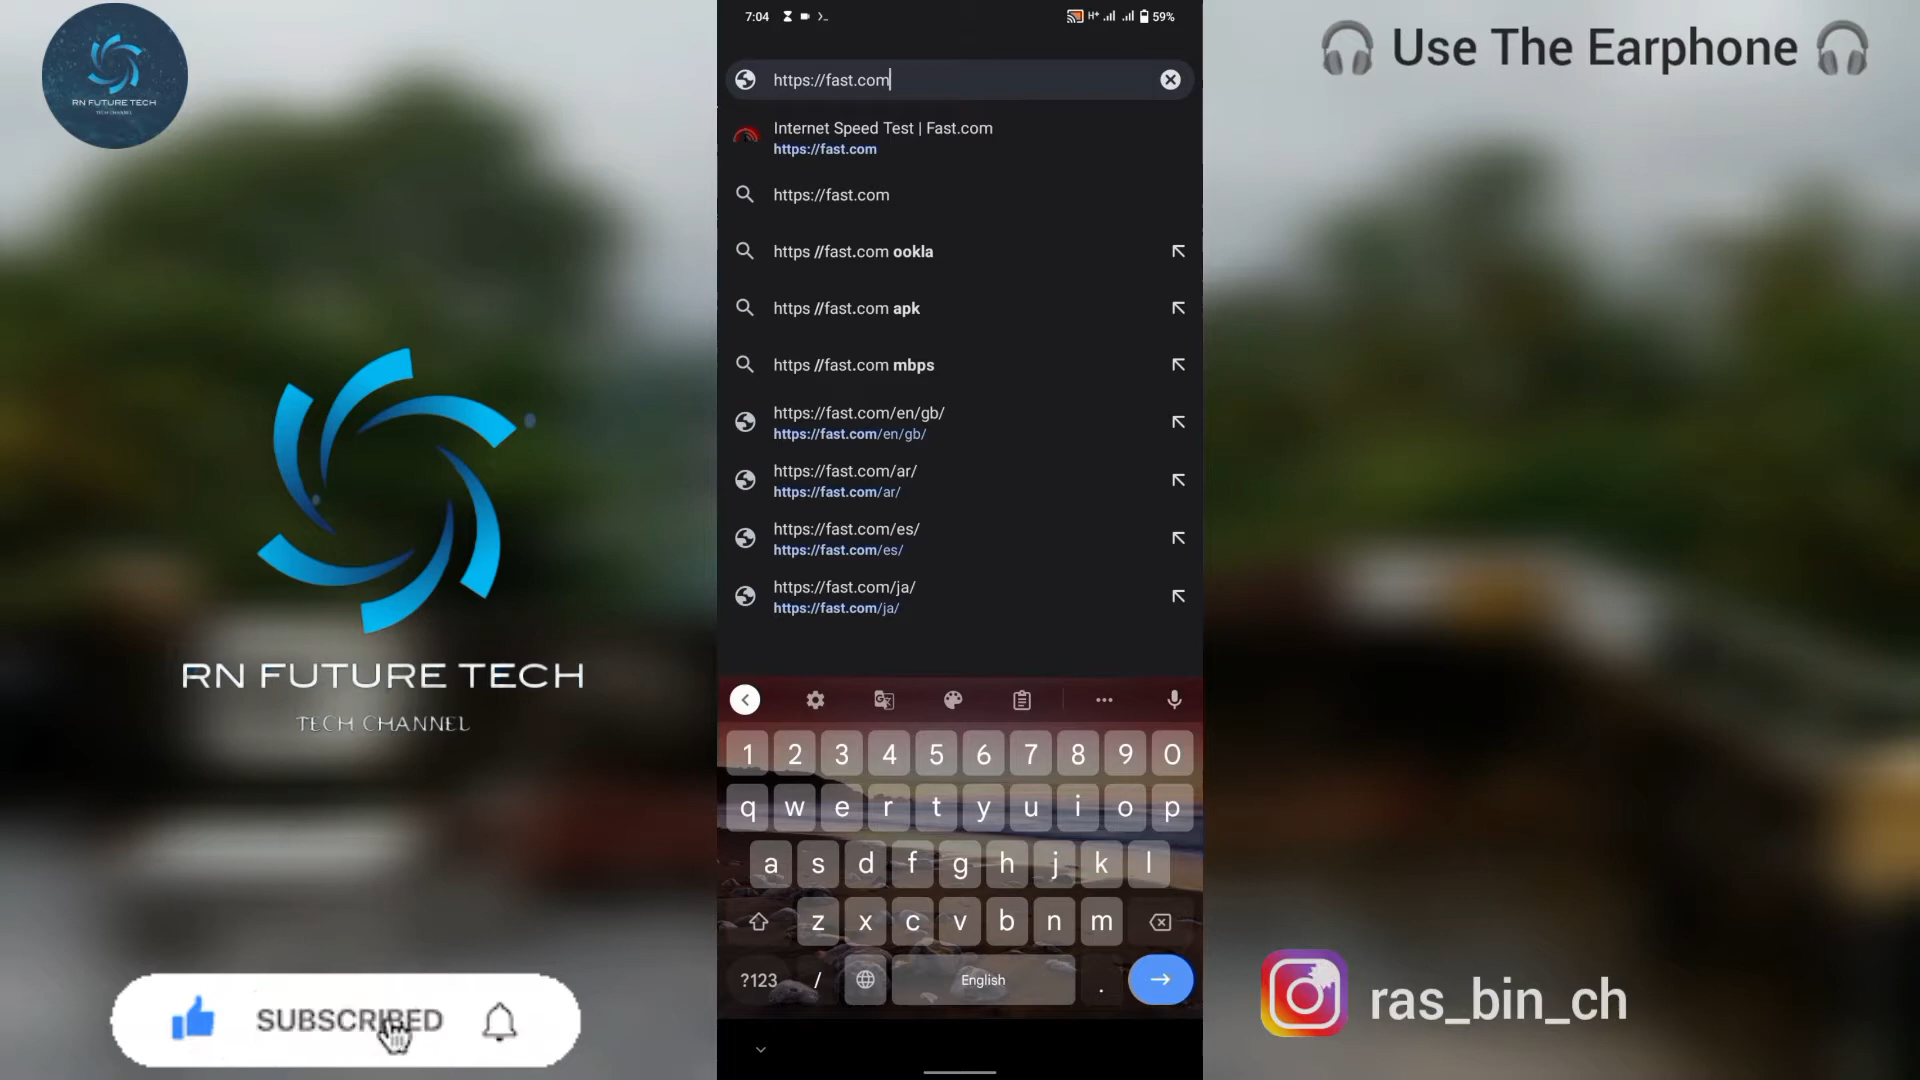 RN FUTURE TECH
TECH CHANNEL
RN FUTURE TECH
TECH CHANNEL
SUBSCRIBED
7:04
H+
59%
https://fast.com
Internet Speed Test | Fast.com
https://fast.com
https://fast.com
https //fast.com ookla
https //fast.com apk
https //fast.com mbps
https://fast.com/en/gb/
https://fast.com/en/gb/
https://fast.com/ar/
https://fast.com/ar/
https://fast.com/es/
https://fast.com/es/
https://fast.com/ja/
https://fast.com/ja/
1 2 3 4 5 6 7 8 9 0
q w e r t y u i o p
a s d f g h j k l
z x c v b n m
?123 / English .
Use The Earphone
ras_bin_ch